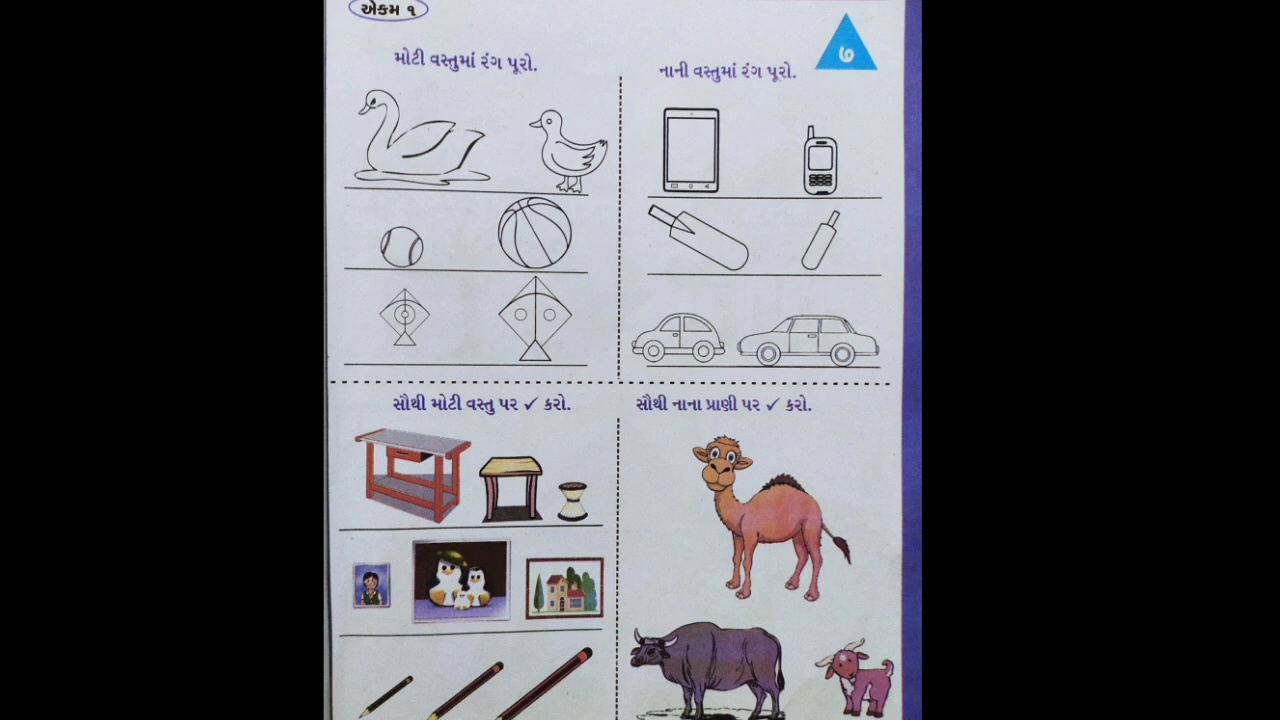 એકમ ૧
૭
મોટી વસ્તુમાં રંગ પૂરો.
નાની વસ્તુમાં રંગ પૂરો.
સૌથી મોટી વસ્તુ પર ✓ કરો.
સૌથી નાના પ્રાણી પર ✓ કરો.